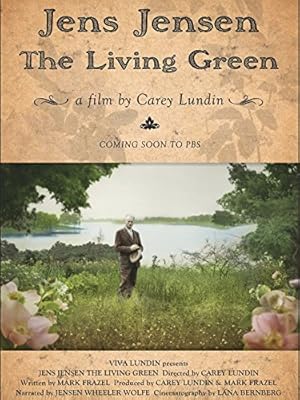 Jens Jensen
The Living Green
a film by Carey Lundin
COMING SOON TO PBS
VIVA LUNDIN presents
JENS JENSEN THE LIVING GREEN Directed by CAREY LUNDIN
Written by MARK FRAZEL Produced by CAREY LUNDIN & MARK FRAZEL
Narrated by JENSEN WHEELER WOLFE Cinematography by LANA BERNBERG